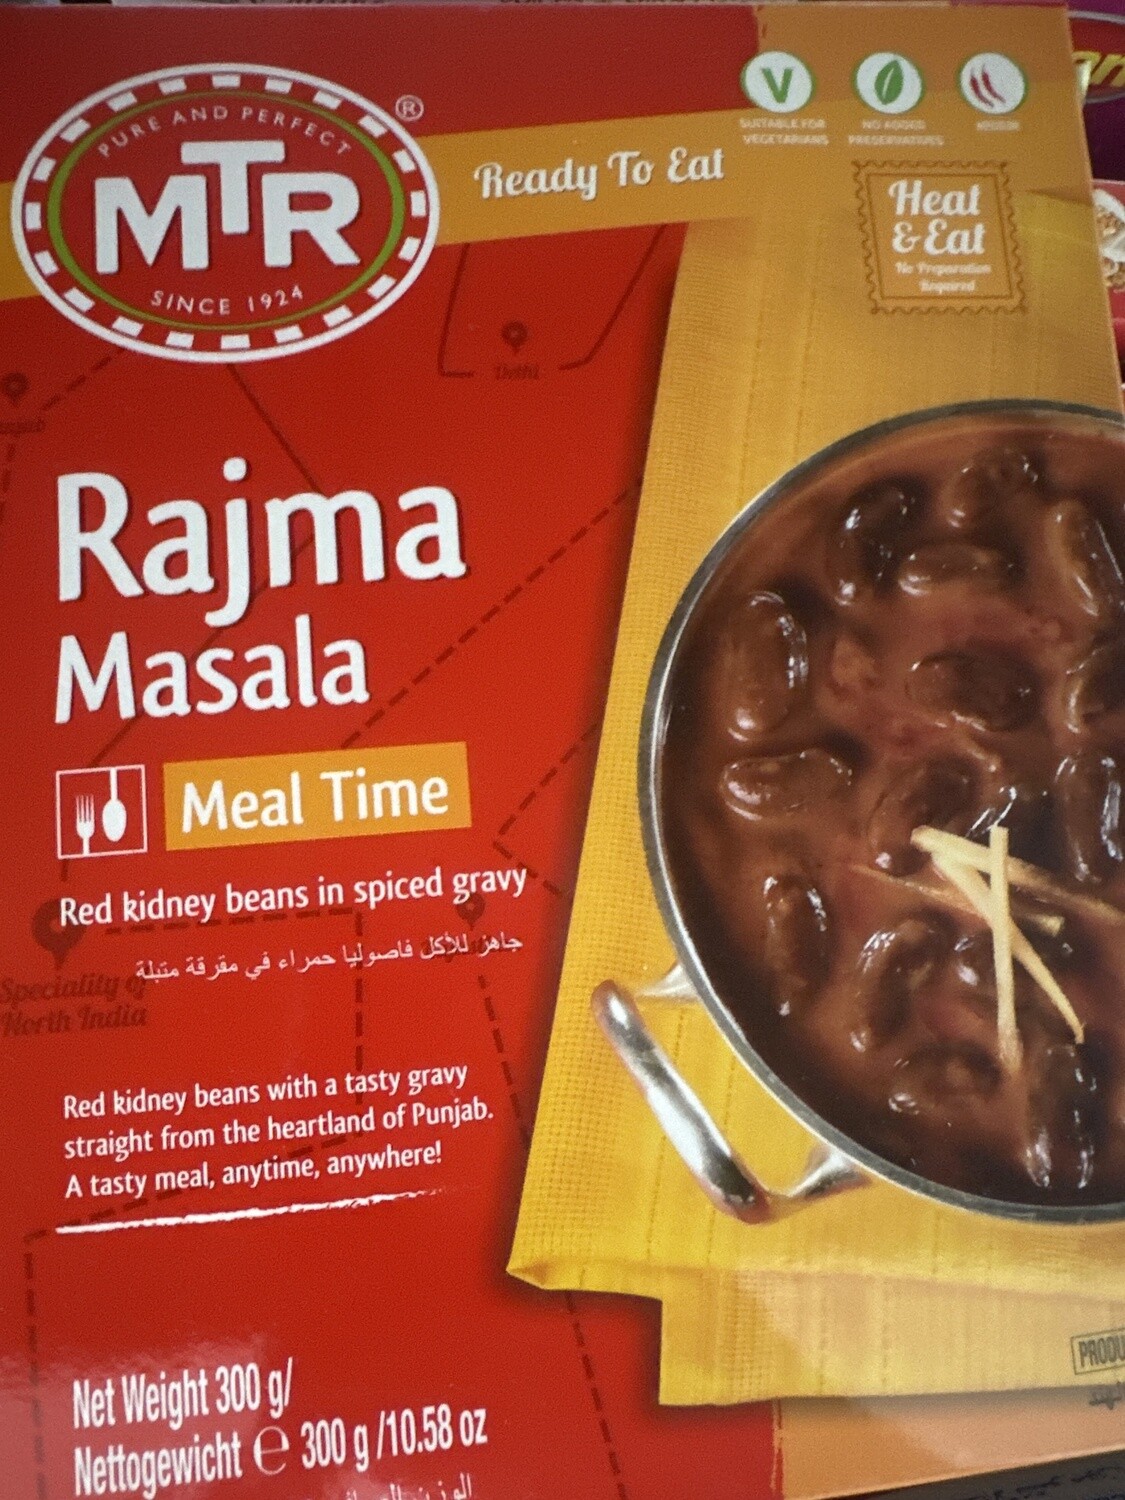 PURE AND PERFECT
MTR
®
SINCE 1924
Ready To Eat
V
SUITABLE FOR
VEGETARIANS
NO ADDED
PRESERVATIVES
MEDIUM
Heat
& Eat
No Preparation
Required
Delhi
Rajma
Masala
Meal Time
Red kidney beans in spiced gravy
جاهز للأكل فاصوليا حمراء في مقرقة متبلة
Speciality of
North India
Red kidney beans with a tasty gravy
straight from the heartland of Punjab.
A tasty meal, anytime, anywhere!
Net Weight 300 g/
Nettogewicht e 300 g /10.58 oz
PRODU